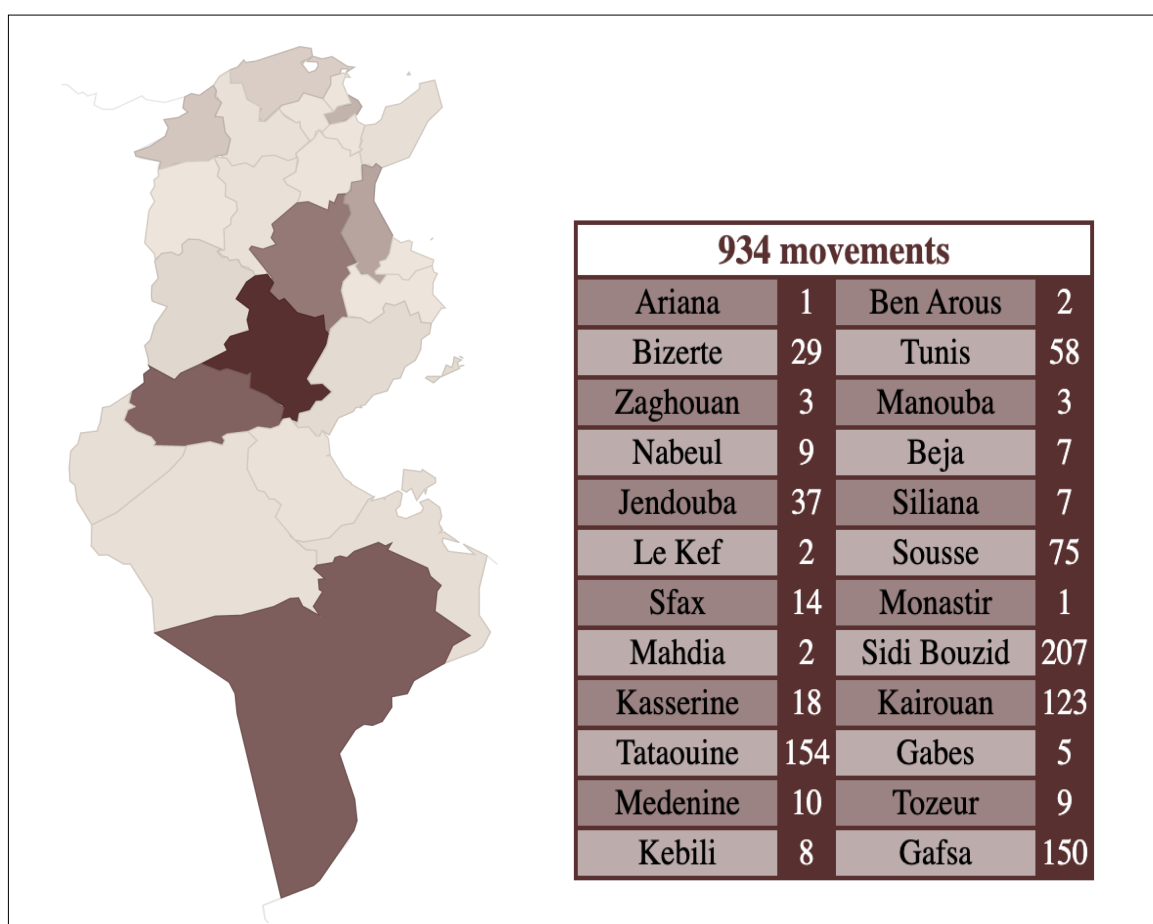 934 movements
Ariana 1 Ben Arous 2
Bizerte 29 Tunis 58
Zaghouan 3 Manouba 3
Nabeul 9 Beja 7
Jendouba 37 Siliana 7
Le Kef 2 Sousse 75
Sfax 14 Monastir 1
Mahdia 2 Sidi Bouzid 207
Kasserine 18 Kairouan 123
Tataouine 154 Gabes 5
Medenine 10 Tozeur 9
Kebili 8 Gafsa 150